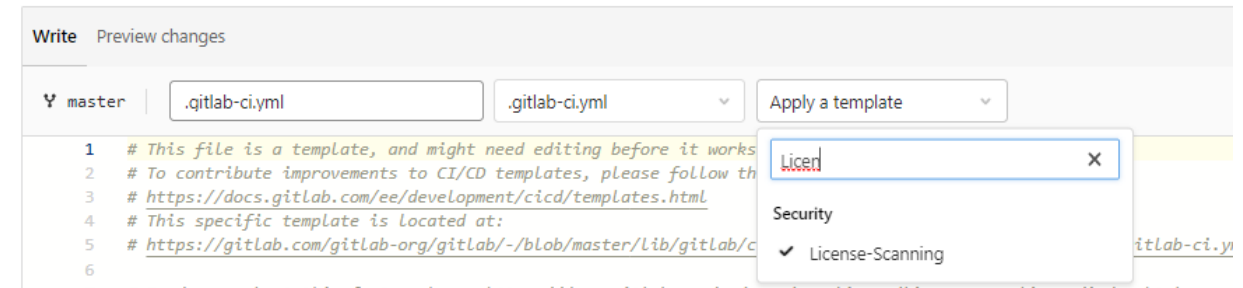 Write Preview changes
master .gitlab-ci.yml .gitlab-ci.yml Apply a template
1 # This file is a template, and might need editing before it works
Licen
2 # To contribute improvements to CI/CD templates, please follow th
3 # https://docs.gitlab.com/ee/development/cicd/templates.html
4 # This specific template is located at:
Security
5 # https://gitlab.com/gitlab-org/gitlab/-/blob/master/lib/gitlab/c itlab-ci.y
License-Scanning
6